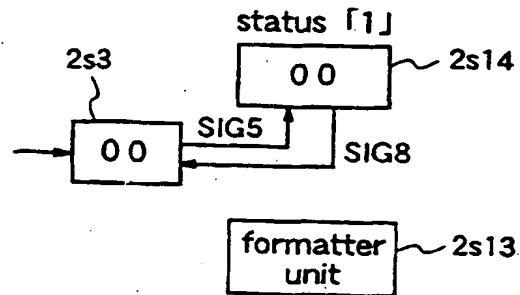 status「1」
2s3
00
2s14
SIG5
00
SIG8
formatter
unit
2s13